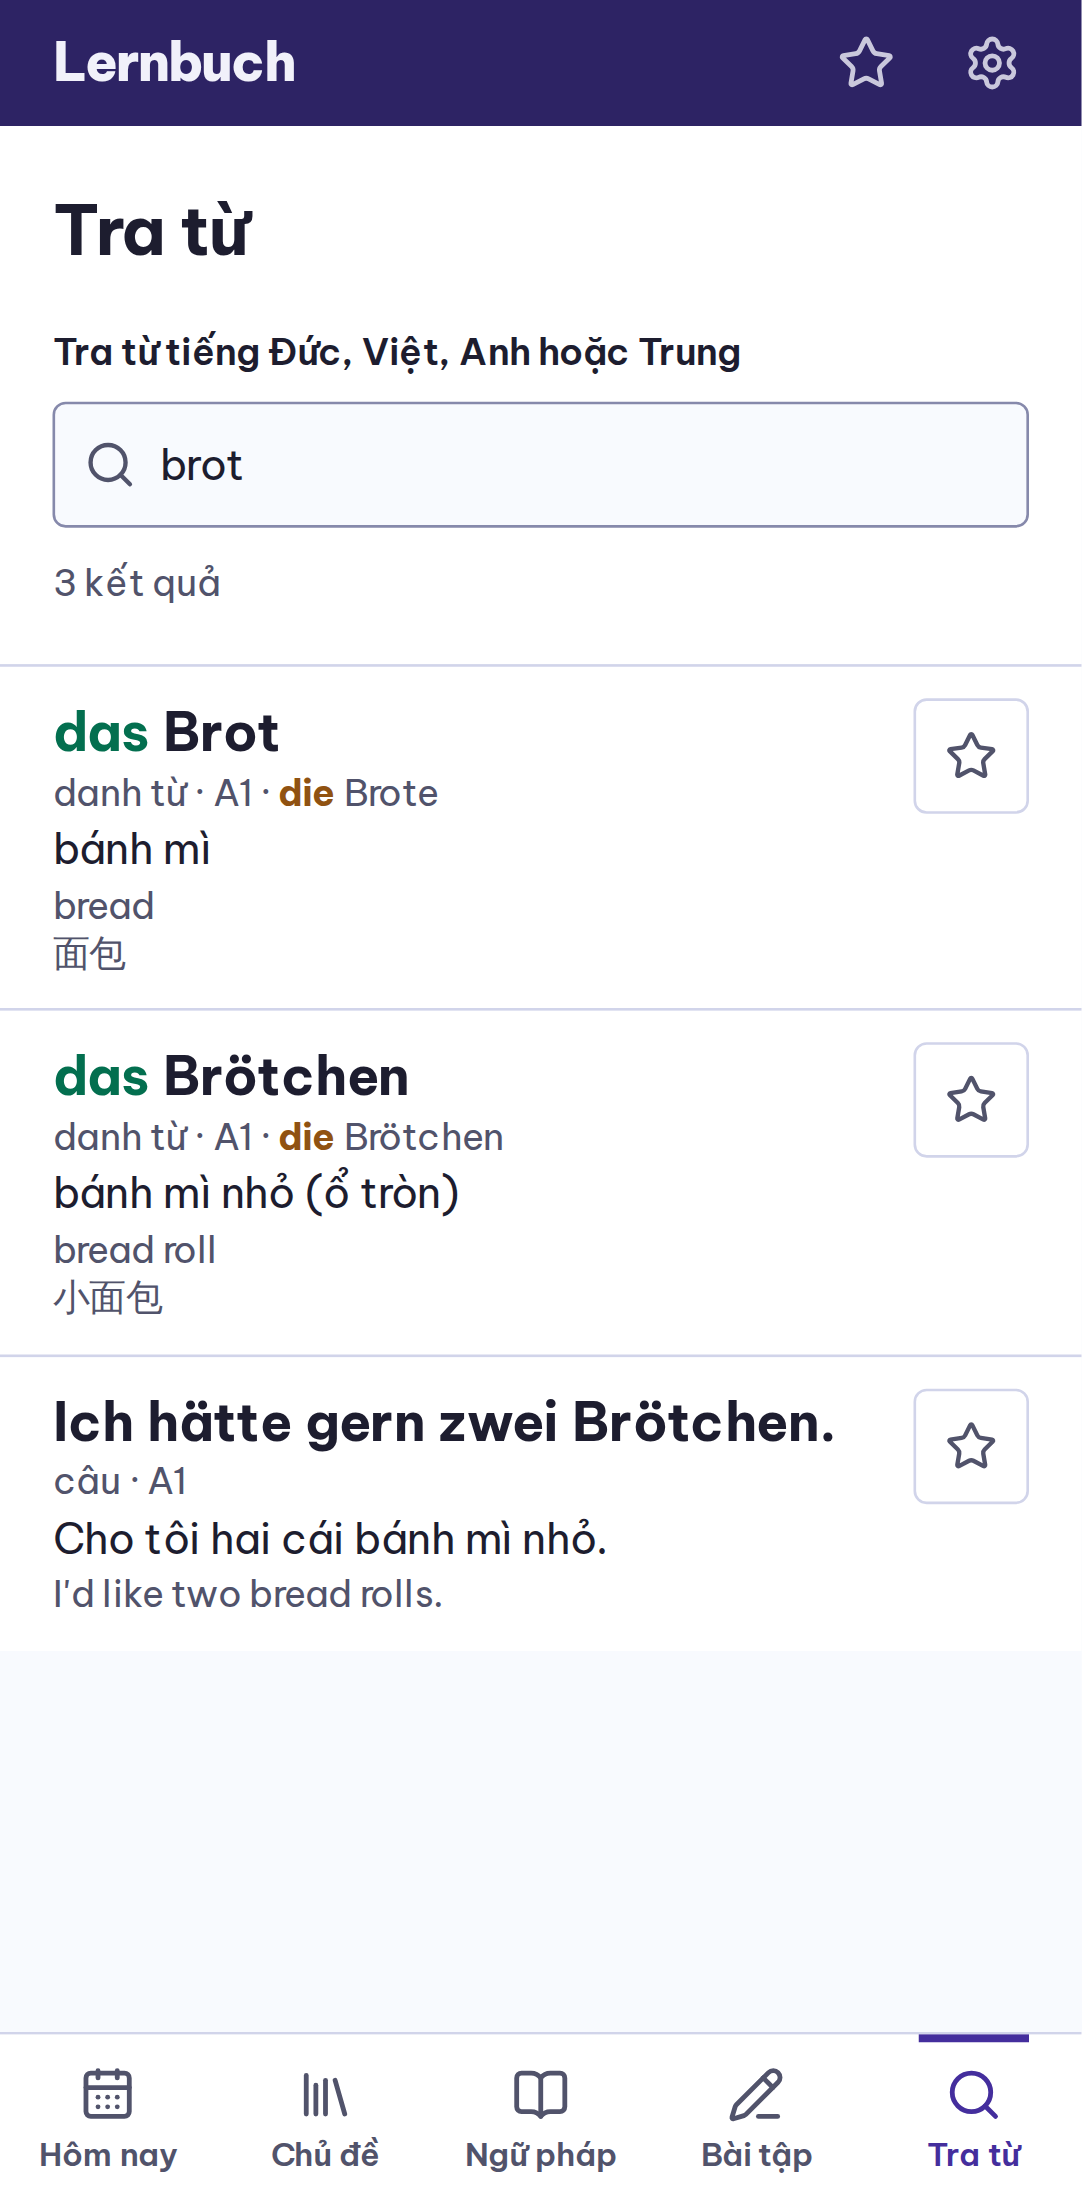 Lernbuch
Tra từ
Tra từ tiếng Đức, Việt, Anh hoặc Trung
brot
3 kết quả
das Brot
danh từ · A1 · die Brote
bánh mì
bread
面包
das Brötchen
danh từ · A1 · die Brötchen
bánh mì nhỏ (ổ tròn)
bread roll
小面包
Ich hätte gern zwei Brötchen.
câu · A1
Cho tôi hai cái bánh mì nhỏ.
I'd like two bread rolls.
Hôm nay
Chủ đề
Ngữ pháp
Bài tập
Tra từ